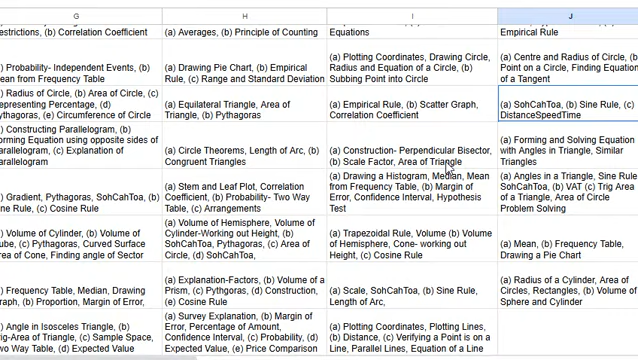 G H I J
estrictions, (b) Correlation Coefficient
(a) Averages, (b) Principle of Counting
Equations
Empirical Rule
) Probability- Independent Events, (b)
ean from Frequency Table
(a) Drawing Pie Chart, (b) Empirical
Rule, (c) Range and Standard Deviation
(a) Plotting Coordinates, Drawing Circle,
Radius and Equation of a Circle, (b)
Subbing Point into Circle
(a) Centre and Radius of Circle, (b)
Point on a Circle, Finding Equation
of a Tangent
) Radius of Circle, (b) Area of Circle, (c)
epresenting Percentage, (d)
ythagoras, (e) Circumference of Circle
(a) Equilateral Triangle, Area of
Triangle, (b) Pythagoras
(a) Empirical Rule, (b) Scatter Graph,
Correlation Coefficient
(a) SohCahToa, (b) Sine Rule, (c)
DistanceSpeedTime
) Constructing Parallelogram, (b)
orming Equation using opposite sides of
arallelogram, (c) Explanation of
arallelogram
(a) Circle Theorems, Length of Arc, (b)
Congruent Triangles
(a) Construction- Perpendicular Bisector,
(b) Scale Factor, Area of Triangle
(a) Forming and Solving Equation
with Angles in Triangle, Similar
Triangles
) Gradient, Pythagoras, SohCahToa, (b)
ine Rule, (c) Cosine Rule
(a) Stem and Leaf Plot, Correlation
Coefficient, (b) Probability- Two Way
Table, (c) Arrangements
(a) Drawing a Histogram, Median, Mean
from Frequency Table, (b) Margin of
Error, Confidence Interval, Hypothesis
Test
(a) Angles in a Triangle, Sine Rule
SohCahToa, (b) VAT (c) Trig Area
of a Triangle, Area of Circle
Problem Solving
) Volume of Cylinder, (b) Volume of
ube, (c) Pythagoras, Curved Surface
rea of Cone, Finding angle of Sector
(a) Volume of Hemisphere, Volume of
Cylinder-Working out Height, (b)
SohCahToa, Pythagoras, (c) Area of
Circle, (d) SohCahToa,
(a) Trapezoidal Rule, Volume (b) Volume
of Hemisphere, Cone- working out
Height, (c) Cosine Rule
(a) Mean, (b) Frequency Table,
Drawing a Pie Chart
) Frequency Table, Median, Drawing
raph, (b) Proportion, Margin of Error,
(a) Explanation-Factors, (b) Volume of a
Prism, (c) Pythgoras, (d) Construction,
(e) Cosine Rule
(a) Scale, SohCahToa, (b) Sine Rule,
Length of Arc,
(a) Radius of a Cylinder, Area of
Circles, Rectangles, (b) Volume of
Sphere and Cylinder
) Angle in Isosceles Triangle, (b)
rig-Area of Triangle, (c) Sample Space,
wo Way Table, (d) Expected Value
(a) Survey Explanation, (b) Margin of
Error, Percentage of Amount,
Confidence Interval, (c) Probability, (d)
Expected Value, (e) Price Comparison
(a) Plotting Coordinates, Plotting Lines,
(b) Distance, (c) Verifying a Point is on a
Line, Parallel Lines, Equation of a Line